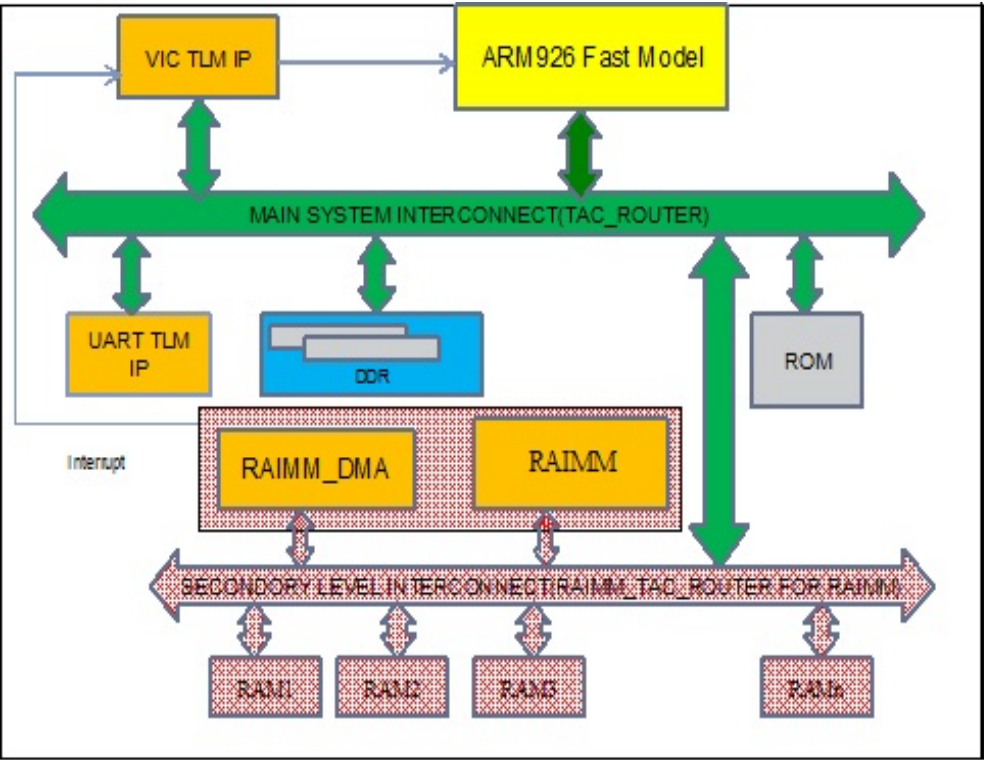 VIC TLM IP
ARM926 Fast Model
MAIN SYSTEM INTERCONNECT(TAC_ROUTER)
UART TLM
IP
DDR
ROM
Interrupt
RAIMM_DMA
RAIMM
SECONDORY LEVEL INTERCONNECT(RAIMM_TAC_ROUTER FOR RAIMM)
RAM1
RAM2
RAM3
RAMn